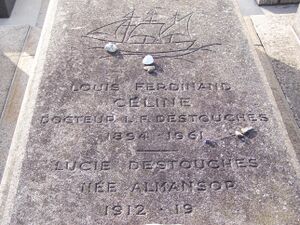 LOUIS FERDINAND
CÉLINE
DOCTEUR L.F. DESTOUCHES
1894 - 1961
LUCIE DESTOUCHES
NÉE ALMANSOR
1912 - 19